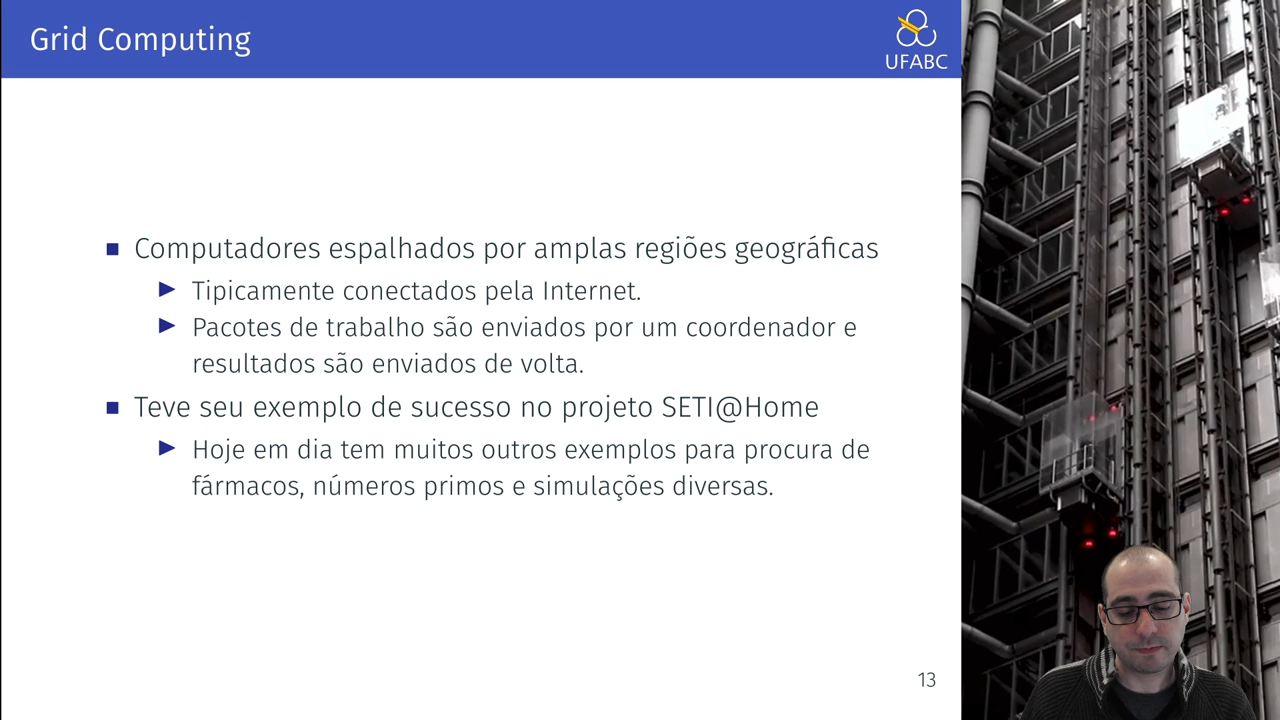 Grid Computing
UFABC
Computadores espalhados por amplas regiões geográficas
Tipicamente conectados pela Internet.
Pacotes de trabalho são enviados por um coordenador e
resultados são enviados de volta.
Teve seu exemplo de sucesso no projeto SETI@Home
Hoje em dia tem muitos outros exemplos para procura de
fármacos, números primos e simulações diversas.
13